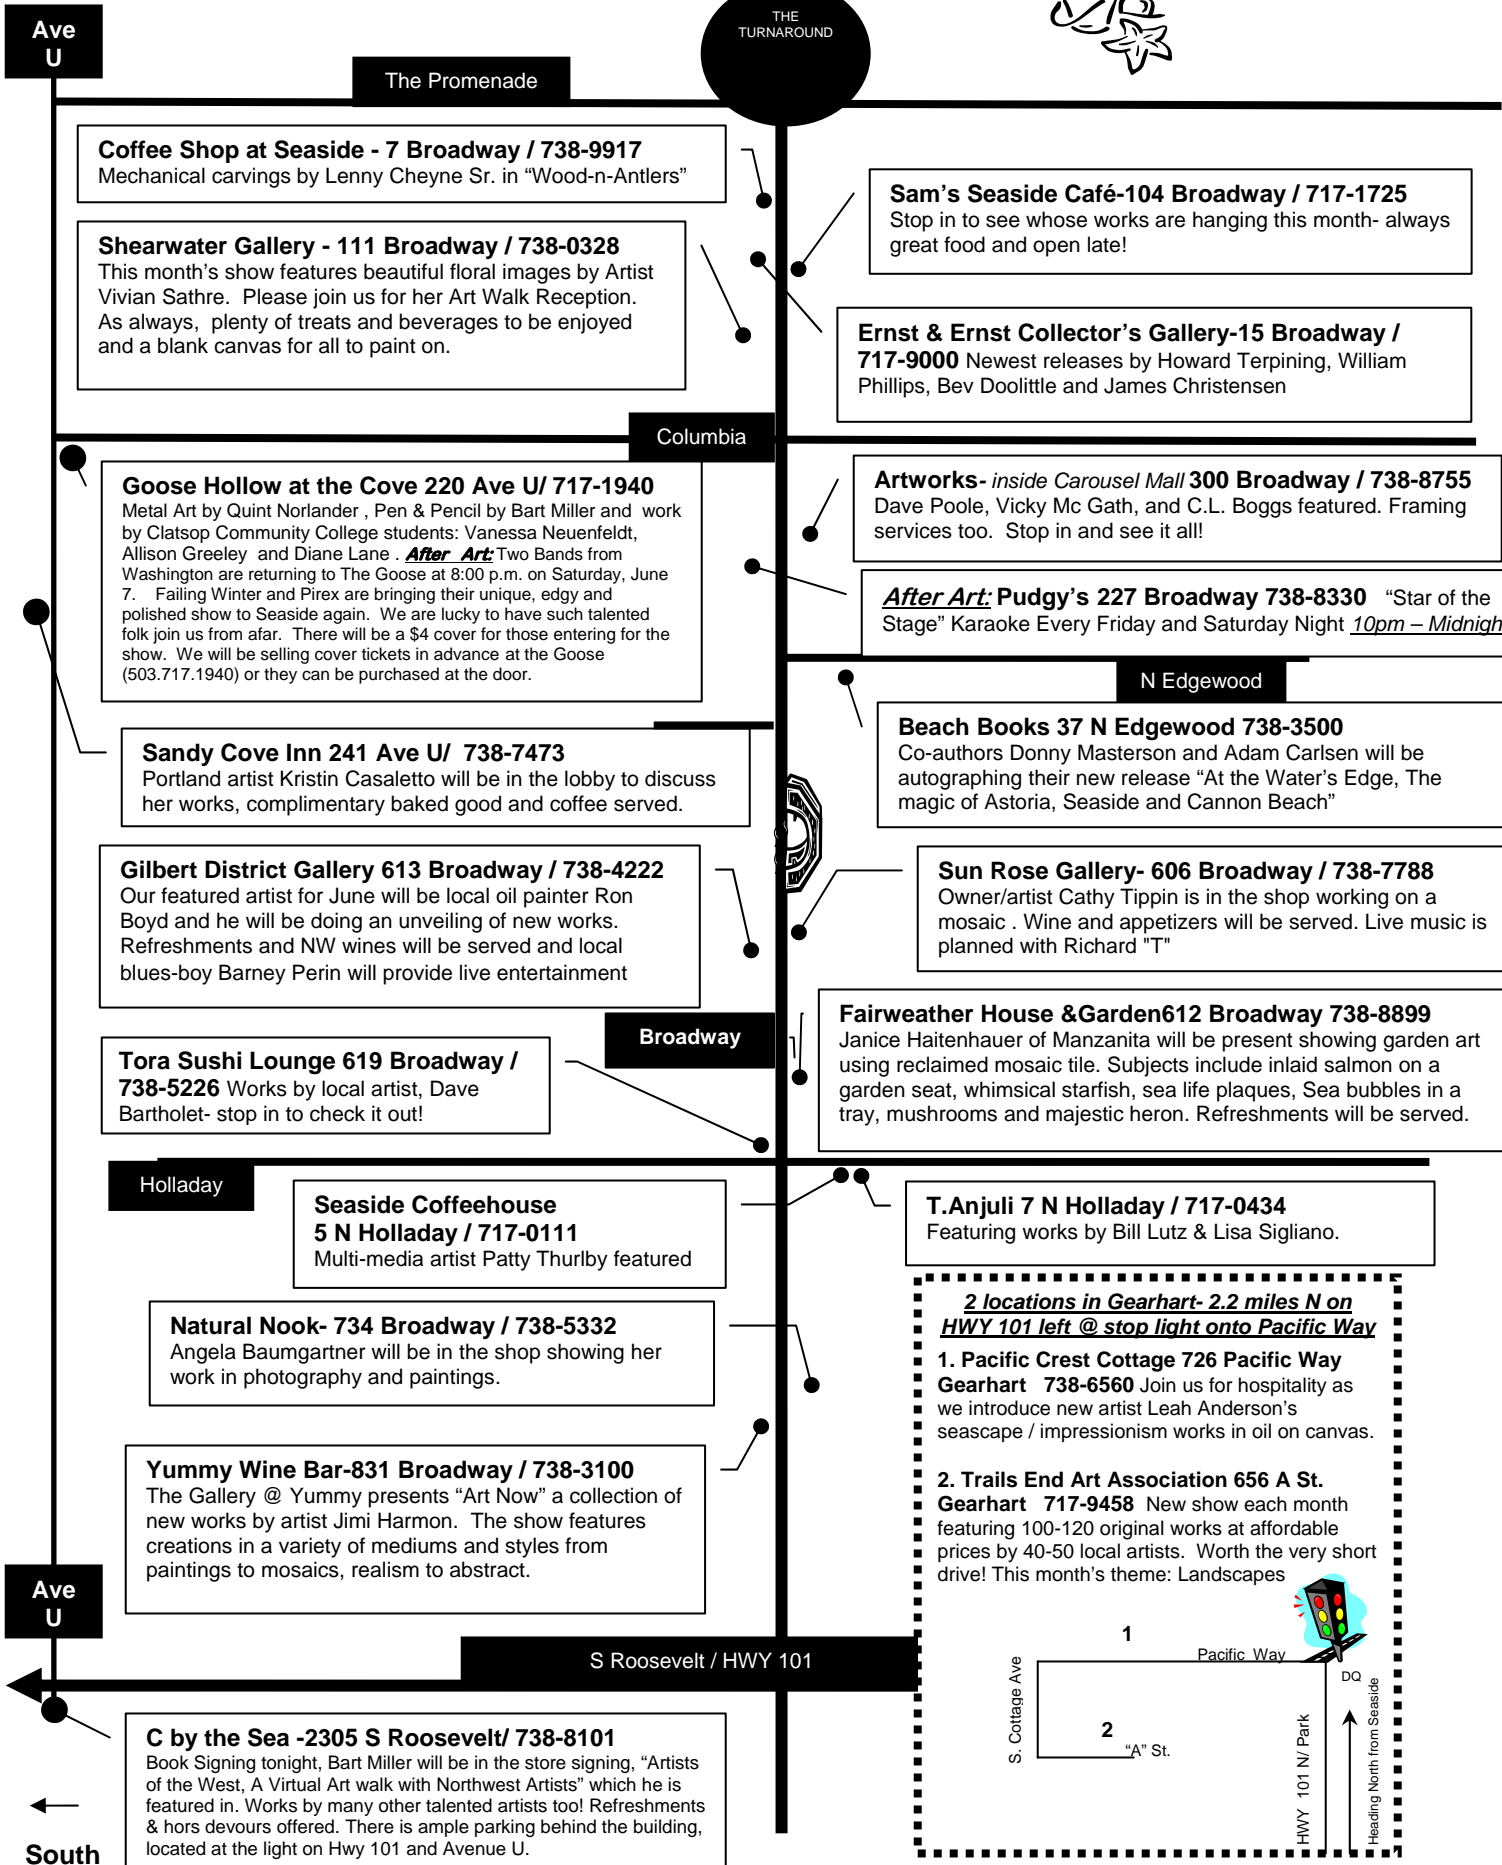 Ave
U
THE
TURNAROUND
The Promenade
Coffee Shop at Seaside - 7 Broadway / 738-9917
Mechanical carvings by Lenny Cheyne Sr. in “Wood-n-Antlers”
Sam’s Seaside Café-104 Broadway / 717-1725
Stop in to see whose works are hanging this month- always
great food and open late!
Shearwater Gallery - 111 Broadway / 738-0328
This month’s show features beautiful floral images by Artist
Vivian Sathre.  Please join us for her Art Walk Reception.
As always,  plenty of treats and beverages to be enjoyed
and a blank canvas for all to paint on.
Ernst & Ernst Collector’s Gallery-15 Broadway /
717-9000 Newest releases by Howard Terpining, William
Phillips, Bev Doolittle and James Christensen
Columbia
Goose Hollow at the Cove 220 Ave U/ 717-1940
Metal Art by Quint Norlander , Pen & Pencil by Bart Miller and  work
by Clatsop Community College students: Vanessa Neuenfeldt,
Allison Greeley  and Diane Lane . After Art: Two Bands from
Washington are returning to The Goose at 8:00 p.m. on Saturday, June
7.    Failing Winter and Pirex are bringing their unique, edgy and
polished show to Seaside again.  We are lucky to have such talented
folk join us from afar.  There will be a $4 cover for those entering for the
show.  We will be selling cover tickets in advance at the Goose
(503.717.1940) or they can be purchased at the door.
Artworks- inside Carousel Mall 300 Broadway / 738-8755
Dave Poole, Vicky Mc Gath, and C.L. Boggs featured. Framing
services too.  Stop in and see it all!
After Art: Pudgy’s 227 Broadway 738-8330   “Star of the
Stage” Karaoke Every Friday and Saturday Night 10pm – Midnigh
N Edgewood
Beach Books 37 N Edgewood 738-3500
Co-authors Donny Masterson and Adam Carlsen will be
autographing their new release “At the Water’s Edge, The
magic of Astoria, Seaside and Cannon Beach”
Sandy Cove Inn 241 Ave U/  738-7473
Portland artist Kristin Casaletto will be in the lobby to discuss
her works, complimentary baked good and coffee served.
Gilbert District Gallery 613 Broadway / 738-4222
Our featured artist for June will be local oil painter Ron
Boyd and he will be doing an unveiling of new works.
Refreshments and NW wines will be served and local
blues-boy Barney Perin will provide live entertainment
Sun Rose Gallery- 606 Broadway / 738-7788
Owner/artist Cathy Tippin is in the shop working on a
mosaic . Wine and appetizers will be served. Live music is
planned with Richard "T"
Fairweather House &Garden612 Broadway 738-8899
Janice Haitenhauer of Manzanita will be present showing garden art
using reclaimed mosaic tile. Subjects include inlaid salmon on a
garden seat, whimsical starfish, sea life plaques, Sea bubbles in a
tray, mushrooms and majestic heron. Refreshments will be served.
Broadway
Tora Sushi Lounge 619 Broadway /
738-5226 Works by local artist, Dave
Bartholet- stop in to check it out!
Holladay
Seaside Coffeehouse
5 N Holladay / 717-0111
Multi-media artist Patty Thurlby featured
T.Anjuli 7 N Holladay / 717-0434
Featuring works by Bill Lutz & Lisa Sigliano.
Natural Nook- 734 Broadway / 738-5332
Angela Baumgartner will be in the shop showing her
work in photography and paintings.
2 locations in Gearhart- 2.2 miles N on
HWY 101 left @ stop light onto Pacific Way
1. Pacific Crest Cottage 726 Pacific Way
Gearhart   738-6560 Join us for hospitality as
we introduce new artist Leah Anderson’s
seascape / impressionism works in oil on canvas.
2. Trails End Art Association 656 A St.
Gearhart   717-9458  New show each month
featuring 100-120 original works at affordable
prices by 40-50 local artists.  Worth the very short
drive! This month’s theme: Landscapes
Yummy Wine Bar-831 Broadway / 738-3100
The Gallery @ Yummy presents “Art Now” a collection of
new works by artist Jimi Harmon.  The show features
creations in a variety of mediums and styles from
paintings to mosaics, realism to abstract.
Ave
U
S Roosevelt / HWY 101
1
Pacific  Way
DQ
S. Cottage Ave
2
“A” St.
HWY  101 N/ Park
Heading North from Seaside
C by the Sea -2305 S Roosevelt/ 738-8101
Book Signing tonight, Bart Miller will be in the store signing, “Artists
of the West, A Virtual Art walk with Northwest Artists” which he is
featured in. Works by many other talented artists too! Refreshments
& hors devours offered. There is ample parking behind the building,
located at the light on Hwy 101 and Avenue U.
South